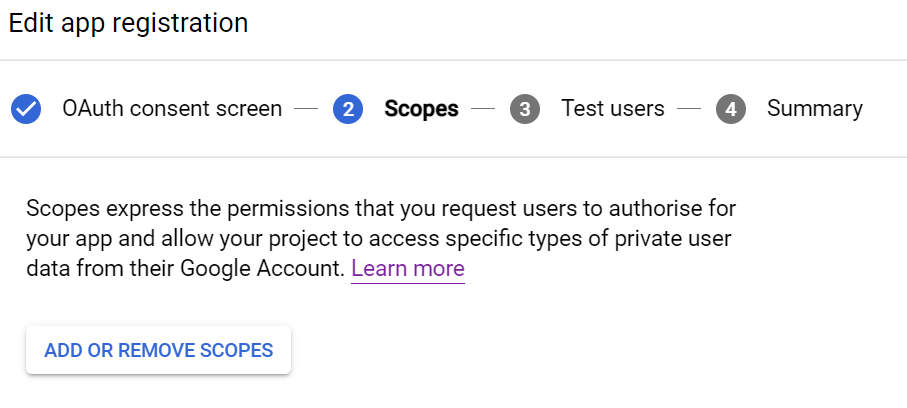 Edit app registration
OAuth consent screen — 2 Scopes — 3 Test users — 4 Summary
Scopes express the permissions that you request users to authorise for
your app and allow your project to access specific types of private user
data from their Google Account. Learn more
ADD OR REMOVE SCOPES